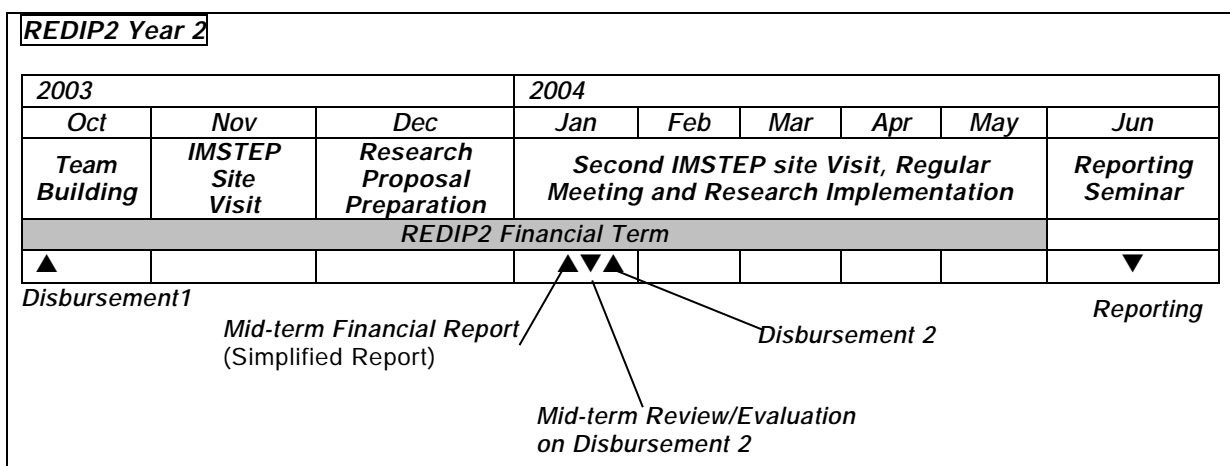 REDIP2 Year 2
2003 2004
Oct Nov Dec Jan Feb Mar Apr May Jun
Team Building
IMSTEP Site Visit
Research Proposal Preparation
Second IMSTEP site Visit, Regular
Meeting and Research Implementation
Reporting Seminar
REDIP2 Financial Term
▲ ▲▼▲ ▼
Disbursement1
Reporting
Mid-term Financial Report
(Simplified Report)
Disbursement 2
Mid-term Review/Evaluation
on Disbursement 2